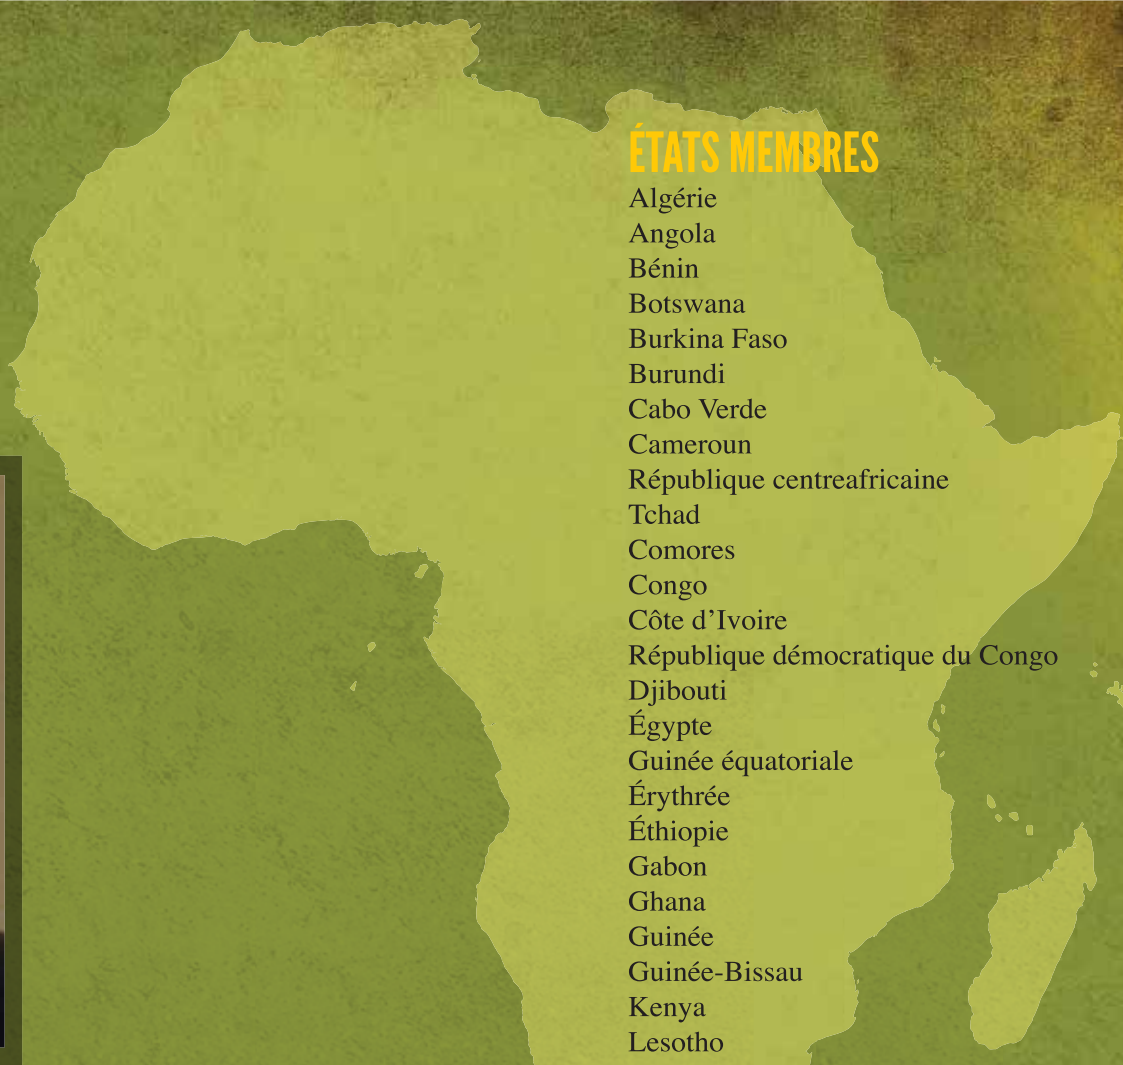 ÉTATS MEMBRES
Algérie
Angola
Bénin
Botswana
Burkina Faso
Burundi
Cabo Verde
Cameroun
République centreafricaine
Tchad
Comores
Congo
Côte d’Ivoire
République démocratique du Congo
Djibouti
Égypte
Guinée équatoriale
Érythrée
Éthiopie
Gabon
Ghana
Guinée
Guinée-Bissau
Kenya
Lesotho